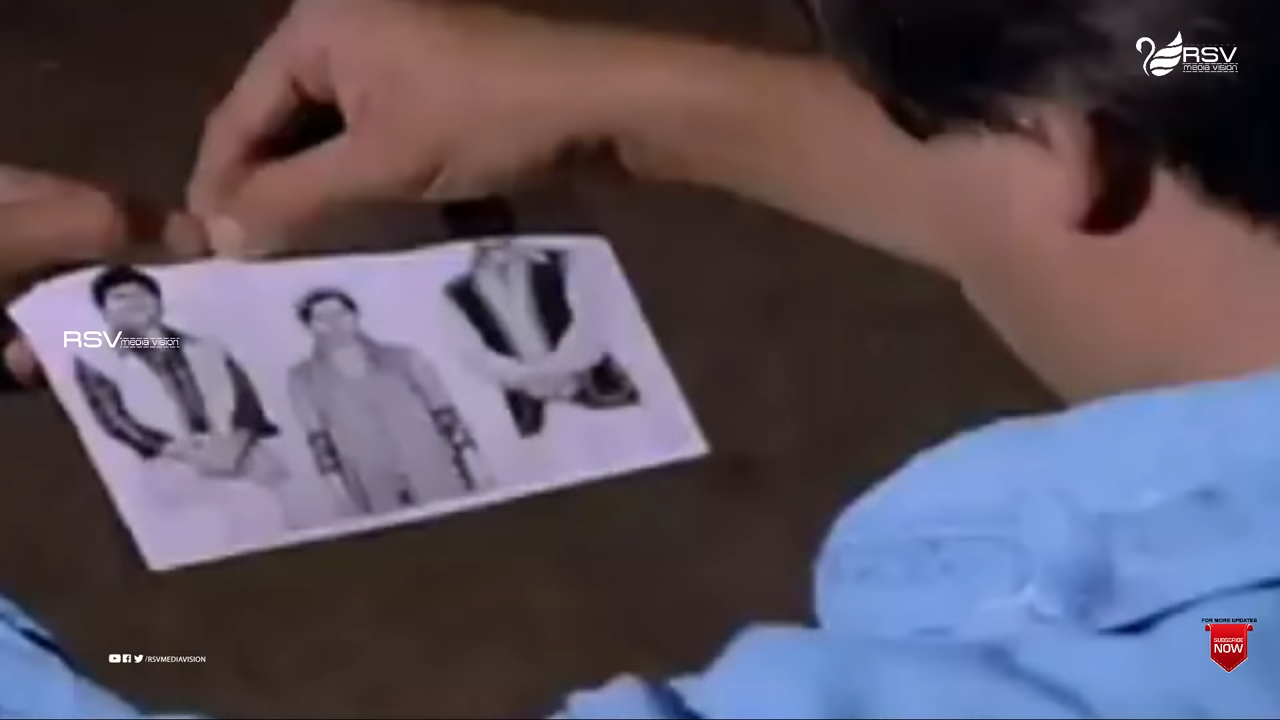 RSV
media vision
RSV media vision
/RSVMEDIAVISION
FOR MORE UPDATES
SUBSCRIBE
NOW